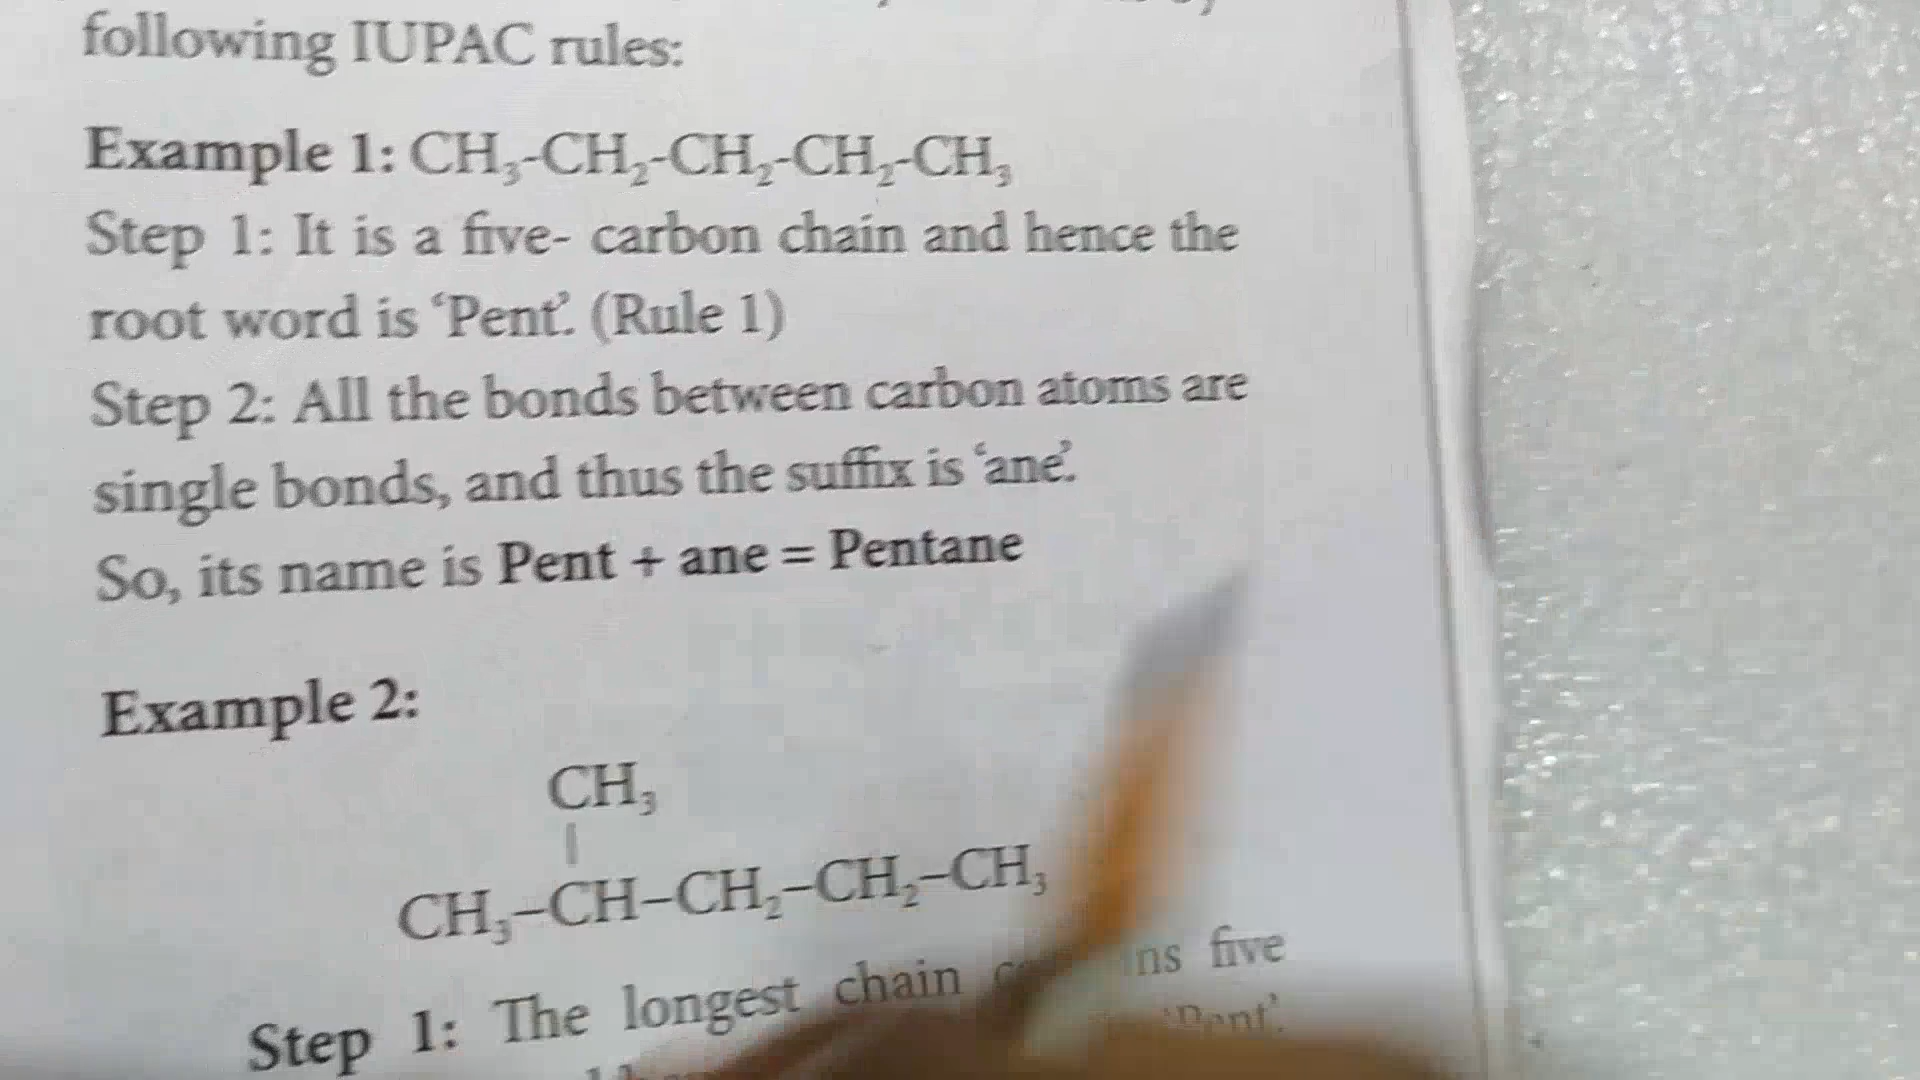 following IUPAC rules:
Example 1: CH₃-CH₂-CH₂-CH₂-CH₃
Step 1: It is a five- carbon chain and hence the
root word is ‘Pent’. (Rule 1)
Step 2: All the bonds between carbon atoms are
single bonds, and thus the suffix is ‘ane’.
So, its name is Pent + ane = Pentane
Example 2:
CH₃
|
CH₃–CH–CH₂–CH₂–CH₃
Step 1: The longest chain five